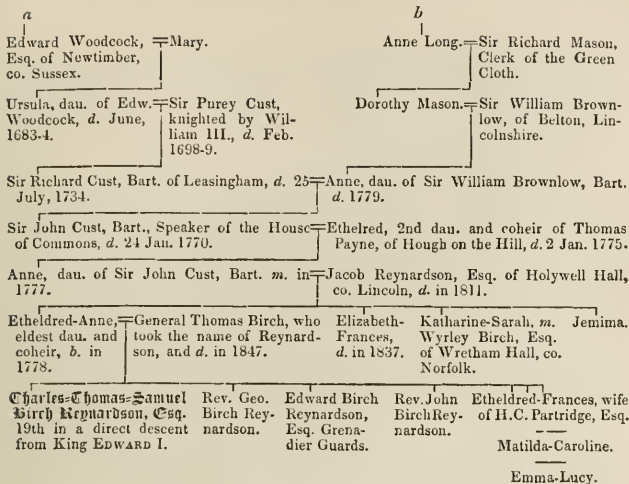 a
b
Edward Woodcock,
Esq. of Newtimber,
co. Sussex.
Mary.
Anne Long.
Sir Richard Mason,
Clerk of the Green
Cloth.
Ursula, dau. of Edw.
Woodcock, d. June,
1683-4.
Sir Purey Cust,
knighted by Wil-
liam III., d. Feb.
1698-9.
Dorothy Mason.
Sir William Brown-
low, of Belton, Lin-
colnshire.
Sir Richard Cust, Bart. of Leasingham, d. 25
July, 1734.
Anne, dau. of Sir William Brownlow, Bart.
d. 1779.
Sir John Cust, Bart., Speaker of the House
of Commons, d. 24 Jan. 1770.
Ethelred, 2nd dau. and coheir of Thomas
Payne, of Hough on the Hill, d. 2 Jan. 1775.
Anne, dau. of Sir John Cust, Bart. m. in
1777.
Jacob Reynardson, Esq. of Holywell Hall,
co. Lincoln, d. in 1811.
Etheldred-Anne,
eldest dau. and
coheir, b. in
1778.
General Thomas Birch, who
took the name of Reynard-
son, and d. in 1847.
Elizabeth-
Frances,
d. in 1837.
Katharine-Sarah, m.
Wyrley Birch, Esq.
of Wretham Hall, co.
Norfolk.
Jemima.
Charles=Thomas=Samuel
Birch Reynardson, Esq.
19th in a direct descent
from King EDWARD I.
Rev. Geo.
Birch Rey-
nardson.
Edward Birch
Reynardson,
Esq. Grena-
dier Guards.
Rev. John
Birch Rey-
nardson.
Etheldred-Frances, wife
of H.C. Partridge, Esq.
Matilda-Caroline.
Emma-Lucy.